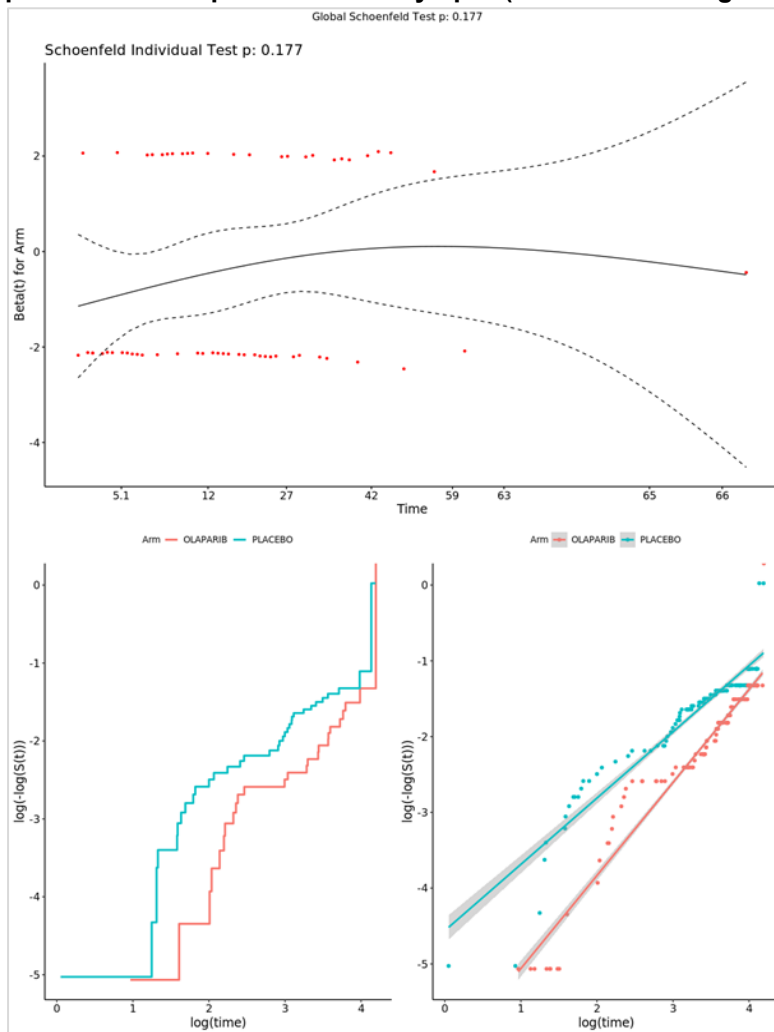 Global Schoenfeld Test p: 0.177
Schoenfeld Individual Test p: 0.177
Beta(t) for Arm
2
0
-2
-4
5.1 12 27 42 59 63 65 66
Time
Arm OLAPARIB PLACEBO
log(-log(S(t)))
0
-1
-2
-3
-4
-5
0 1 2 3 4
log(time)
Arm OLAPARIB PLACEBO
log(-log(S(t)))
0
-1
-2
-3
-4
-5
0 1 2 3 4
log(time)